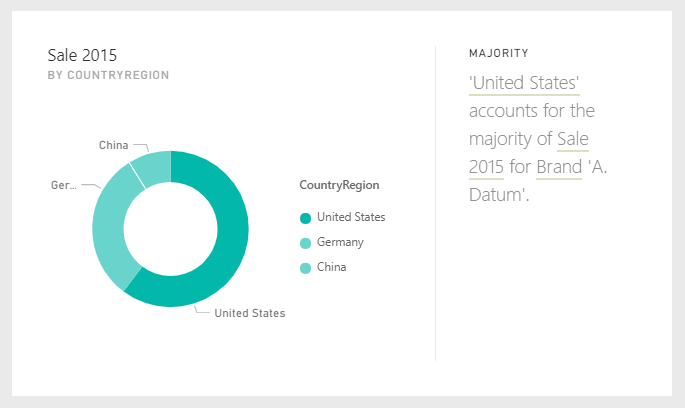 Sale 2015
BY COUNTRYREGION
China
Ger...
United States
CountryRegion
United States
Germany
China
MAJORITY
'United States'
accounts for the
majority of Sale
2015 for Brand 'A.
Datum'.